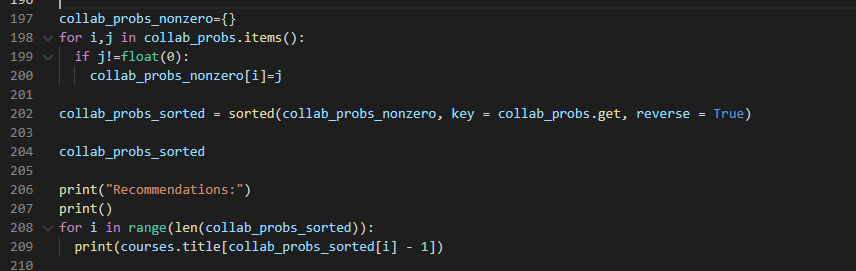 196
197 collab_probs_nonzero={}
198 for i,j in collab_probs.items():
199   if j!=float(0):
200     collab_probs_nonzero[i]=j
201
202 collab_probs_sorted = sorted(collab_probs_nonzero, key = collab_probs.get, reverse = True)
203
204 collab_probs_sorted
205
206 print("Recommendations:")
207 print()
208 for i in range(len(collab_probs_sorted)):
209   print(courses.title[collab_probs_sorted[i] - 1])
210